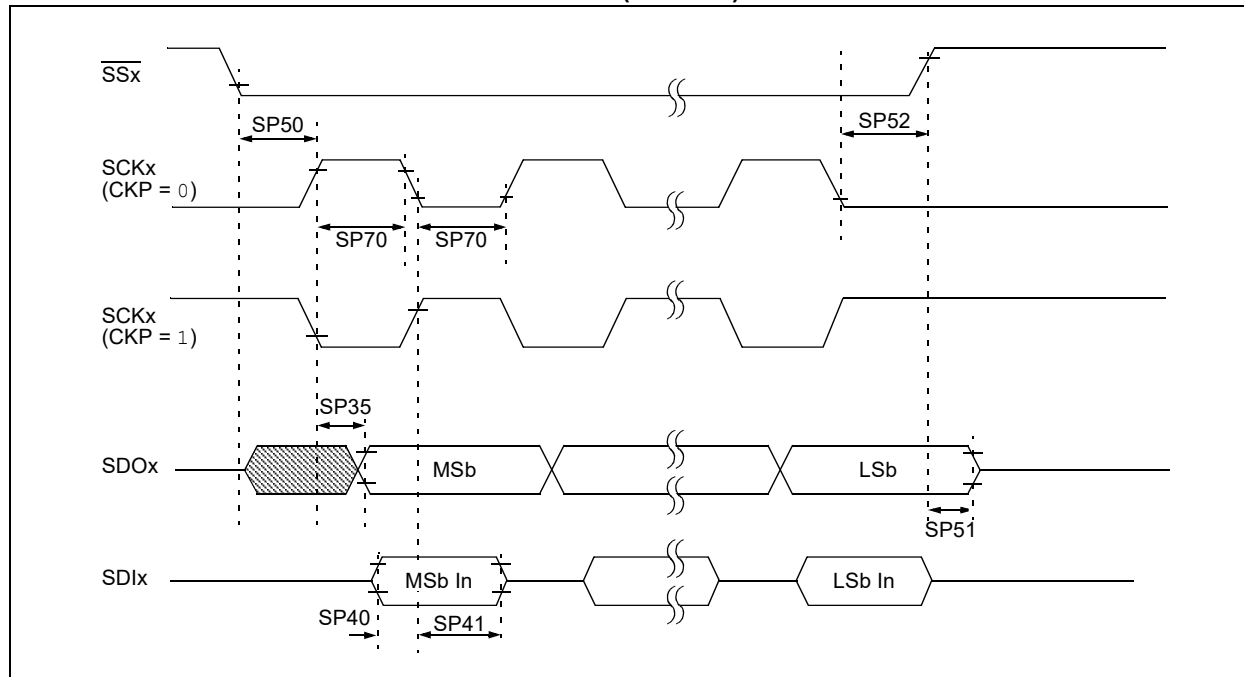 SSx
SP50
SP52
SCKx
(CKP = 0)
SP70
SP70
SCKx
(CKP = 1)
SP35
SDOx
MSb
LSb
SP51
SDIx
MSb In
LSb In
SP40
SP41